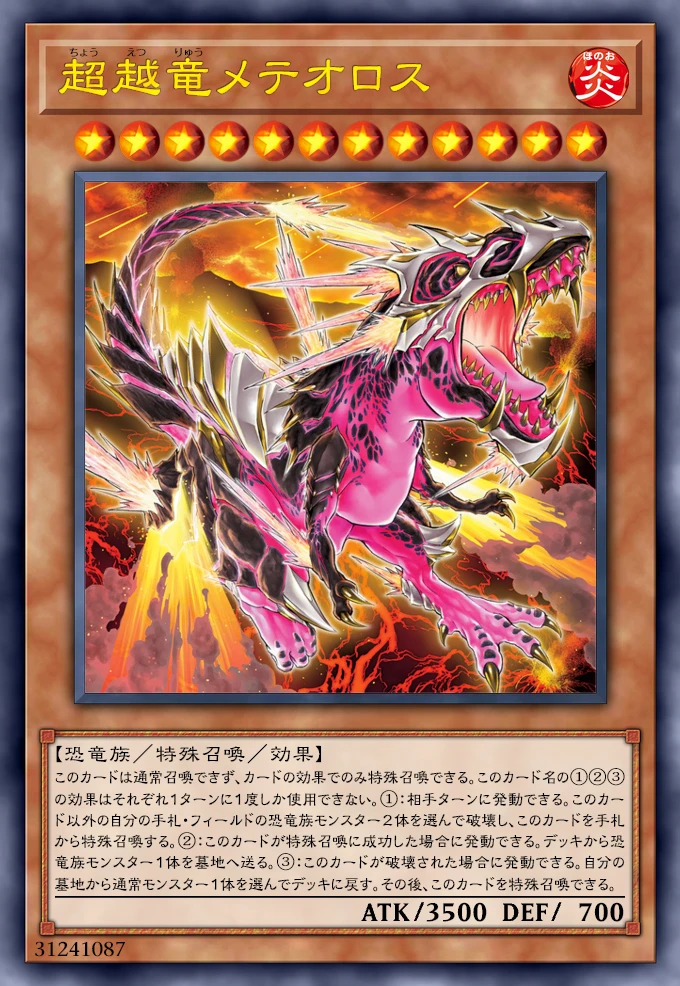 ちょう えつ りゅう
超越竜メテオロス
ほのお
炎
【恐竜族／特殊召喚／効果】
このカードは通常召喚できず、カードの効果でのみ特殊召喚できる。このカード名の①②③
の効果はそれぞれ1ターンに1度しか使用できない。①：相手ターンに発動できる。このカー
ド以外の自分の手札・フィールドの恐竜族モンスター2体を選んで破壊し、このカードを手札
から特殊召喚する。②：このカードが特殊召喚に成功した場合に発動できる。デッキから恐
竜族モンスター1体を墓地へ送る。③：このカードが破壊された場合に発動できる。自分の
墓地から通常モンスター1体を選んでデッキに戻す。その後、このカードを特殊召喚できる。
ATK/3500 DEF/ 700
31241087